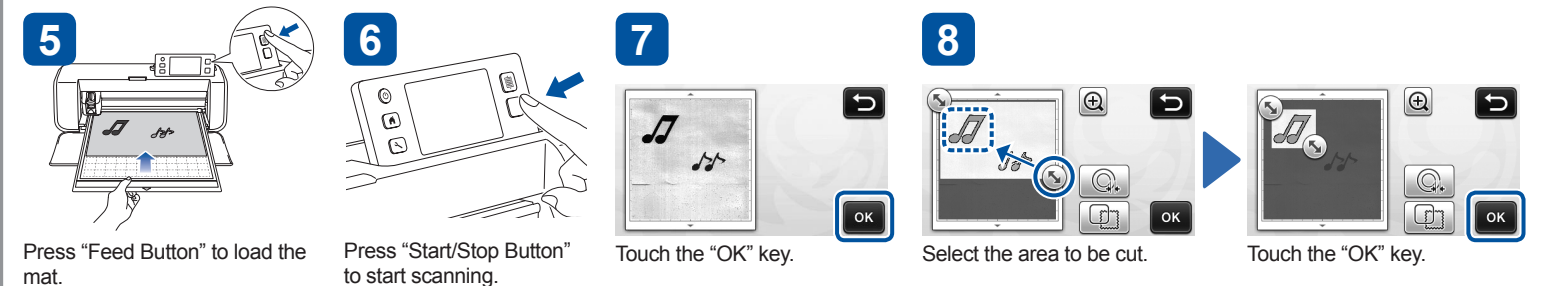 5
Press “Feed Button” to load the
mat.
6
Press “Start/Stop Button”
to start scanning.
7
OK
Touch the “OK” key.
8
OK
Select the area to be cut.
OK
Touch the “OK” key.